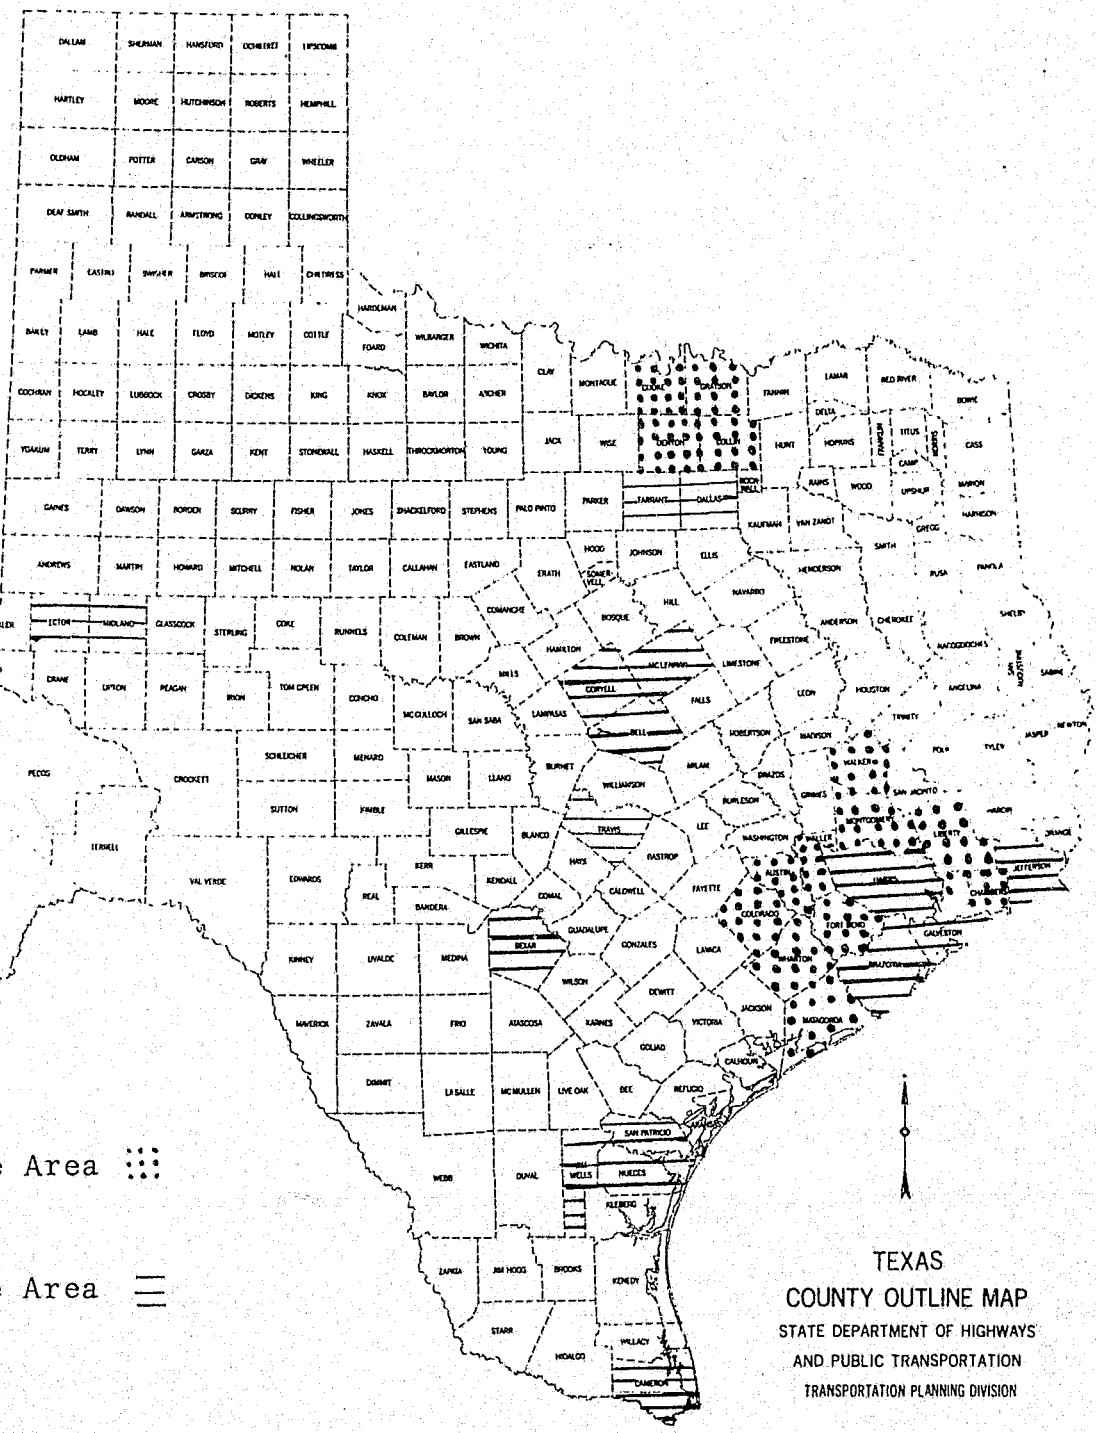 DALLAM SHERMAN HANSFORD OCHILTREE LIPSCOMB
HARTLEY MOORE HUTCHINSON ROBERTS HEMPHILL
OLDHAM POTTER CARSON GRAY WHEELER
DEAF SMITH RANDALL ARMSTRONG DONLEY COLLINGSWORTH
PARMER CASTRO SWISHER BRISCOE HALL CHILDRESS
HARDEMAN
BAILEY LAMB HALE FLOYD MOTLEY COTTLE FOARD WILBARGER WICHITA
CLAY MONTAGUE COOKE GRAYSON FANNIN LAMAR RED RIVER BOWIE
COCHRAN HOCKLEY LUBBOCK CROSBY DICKENS KING KNOX BAYLOR ARCHER
DELTA TITUS FRANKLIN MORRIS
YOAKUM TERRY LYNN GARZA KENT STONEWALL HASKELL THROCKMORTON YOUNG JACK WISE DENTON COLLIN HUNT HOPKINS CASS
CAMP
ROCK WALL RAINS WOOD UPSHUR MARION
GAINES DAWSON BORDEN SCURRY FISHER JONES SHACKELFORD STEPHENS PALO PINTO PARKER TARRANT DALLAS
KAUFMAN VAN ZANDT GREGG HARRISON
SMITH
ANDREWS MARTIN HOWARD MITCHELL NOLAN TAYLOR CALLAHAN EASTLAND ERATH HOOD JOHNSON ELLIS
SOMER VELL HENDERSON RUSK PANOLA
HILL NAVARRO
LER ECTOR MIDLAND GLASSCOCK STERLING COKE RUNNELS COLEMAN BROWN COMANCHE BOSQUE
ANDERSON CHEROKEE SHELBY
HAMILTON FREESTONE NACOGDOCHES
MC LENNAN LIMESTONE SAN AUGUSTINE SABINE
CRANE UPTON REAGAN IRION TOM GREEN CONCHO MILLS CORYELL FALLS LEON HOUSTON ANGELINA
MC CULLOCH SAN SABA LAMPASAS TRINITY
BELL ROBERTSON MADISON NEWTON
JASPER
PECOS CROCKETT SCHLEICHER MENARD MASON LLANO BURNET MILAM WALKER POLK TYLER
BRAZOS
WILLIAMSON GRIMES SAN JACINTO
SUTTON KIMBLE BURLESON HARDIN
MONTGOMERY
TERRELL GILLESPIE BLANCO TRAVIS LEE WASHINGTON WALLER LIBERTY ORANGE
VAL VERDE EDWARDS KERR KENDALL HAYS BASTROP
AUSTIN JEFFERSON
REAL BANDERA COMAL CALDWELL FAYETTE HARRIS CHAMBERS
COLORADO
KINNEY UVALDE MEDINA BEXAR GUADALUPE GONZALES LAVACA FORT BEND GALVESTON
WHARTON BRAZORIA
WILSON DEWITT
MAVERICK ZAVALA FRIO ATASCOSA KARNES VICTORIA JACKSON MATAGORDA
GOLIAD CALHOUN
DIMMIT LA SALLE MC MULLEN LIVE OAK BEE REFUGIO
SAN PATRICIO ARANSAS
WEBB DUVAL WELLS NUECES
KLEBERG
ZAPATA JIM HOGG BROOKS KENEDY
STARR HIDALGO WILLACY
CAMERON
e Area
e Area
TEXAS
COUNTY OUTLINE MAP
STATE DEPARTMENT OF HIGHWAYS
AND PUBLIC TRANSPORTATION
TRANSPORTATION PLANNING DIVISION